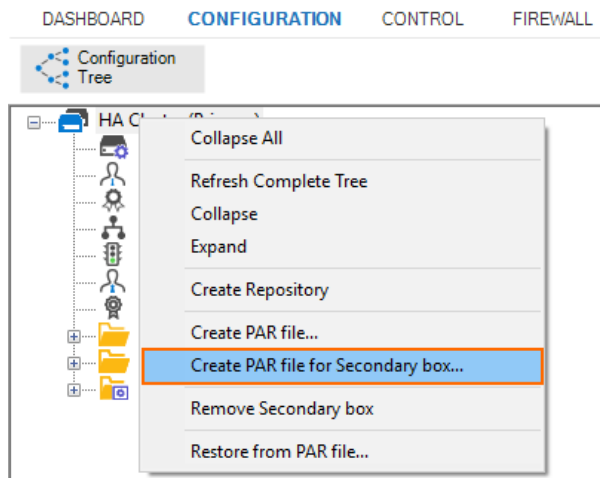 DASHBOARD CONFIGURATION CONTROL FIREWALL
Configuration
Tree
HA
Collapse All
Refresh Complete Tree
Collapse
Expand
Create Repository
Create PAR file...
Create PAR file for Secondary box...
Remove Secondary box
Restore from PAR file...